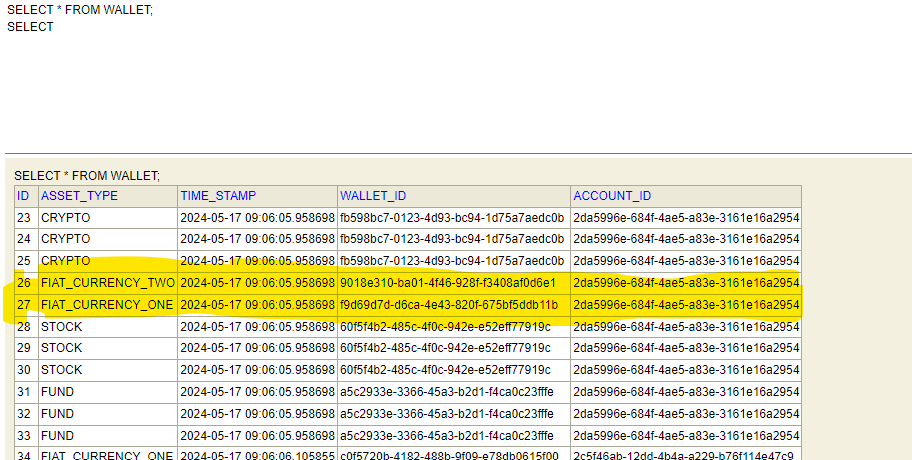 SELECT * FROM WALLET;
SELECT
SELECT * FROM WALLET;
ID ASSET_TYPE TIME_STAMP WALLET_ID ACCOUNT_ID
23 CRYPTO 2024-05-17 09:06:05.958698 fb598bc7-0123-4d93-bc94-1d75a7aedc0b 2da5996e-684f-4ae5-a83e-3161e16a2954
24 CRYPTO 2024-05-17 09:06:05.958698 fb598bc7-0123-4d93-bc94-1d75a7aedc0b 2da5996e-684f-4ae5-a83e-3161e16a2954
25 CRYPTO 2024-05-17 09:06:05.958698 fb598bc7-0123-4d93-bc94-1d75a7aedc0b 2da5996e-684f-4ae5-a83e-3161e16a2954
26 FIAT_CURRENCY_TWO 2024-05-17 09:06:05.958698 9018e310-ba01-4f46-928f-f3408af0d6e1 2da5996e-684f-4ae5-a83e-3161e16a2954
27 FIAT_CURRENCY_ONE 2024-05-17 09:06:05.958698 f9d69d7d-d6ca-4e43-820f-675bf5ddb11b 2da5996e-684f-4ae5-a83e-3161e16a2954
28 STOCK 2024-05-17 09:06:05.958698 60f5f4b2-485c-4f0c-942e-e52eff77919c 2da5996e-684f-4ae5-a83e-3161e16a2954
29 STOCK 2024-05-17 09:06:05.958698 60f5f4b2-485c-4f0c-942e-e52eff77919c 2da5996e-684f-4ae5-a83e-3161e16a2954
30 STOCK 2024-05-17 09:06:05.958698 60f5f4b2-485c-4f0c-942e-e52eff77919c 2da5996e-684f-4ae5-a83e-3161e16a2954
31 FUND 2024-05-17 09:06:05.958698 a5c2933e-3366-45a3-b2d1-f4ca0c23fffe 2da5996e-684f-4ae5-a83e-3161e16a2954
32 FUND 2024-05-17 09:06:05.958698 a5c2933e-3366-45a3-b2d1-f4ca0c23fffe 2da5996e-684f-4ae5-a83e-3161e16a2954
33 FUND 2024-05-17 09:06:05.958698 a5c2933e-3366-45a3-b2d1-f4ca0c23fffe 2da5996e-684f-4ae5-a83e-3161e16a2954
34 FIAT_CURRENCY_ONE 2024-05-17 09:06:06.105855 c0f5720b-4182-488b-9f09-e78db0615f00 2c5f46ab-12dd-4b4a-a229-b76f114e47c9